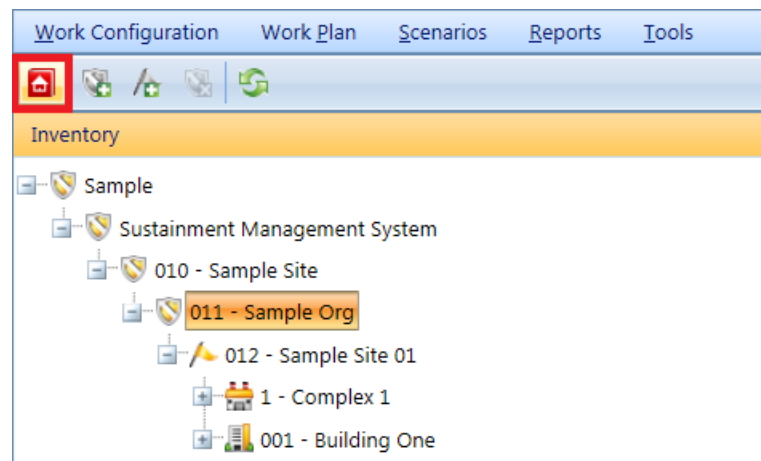 Work Configuration Work Plan Scenarios Reports Tools
Inventory
Sample
Sustainment Management System
010 - Sample Site
011 - Sample Org
012 - Sample Site 01
1 - Complex 1
001 - Building One